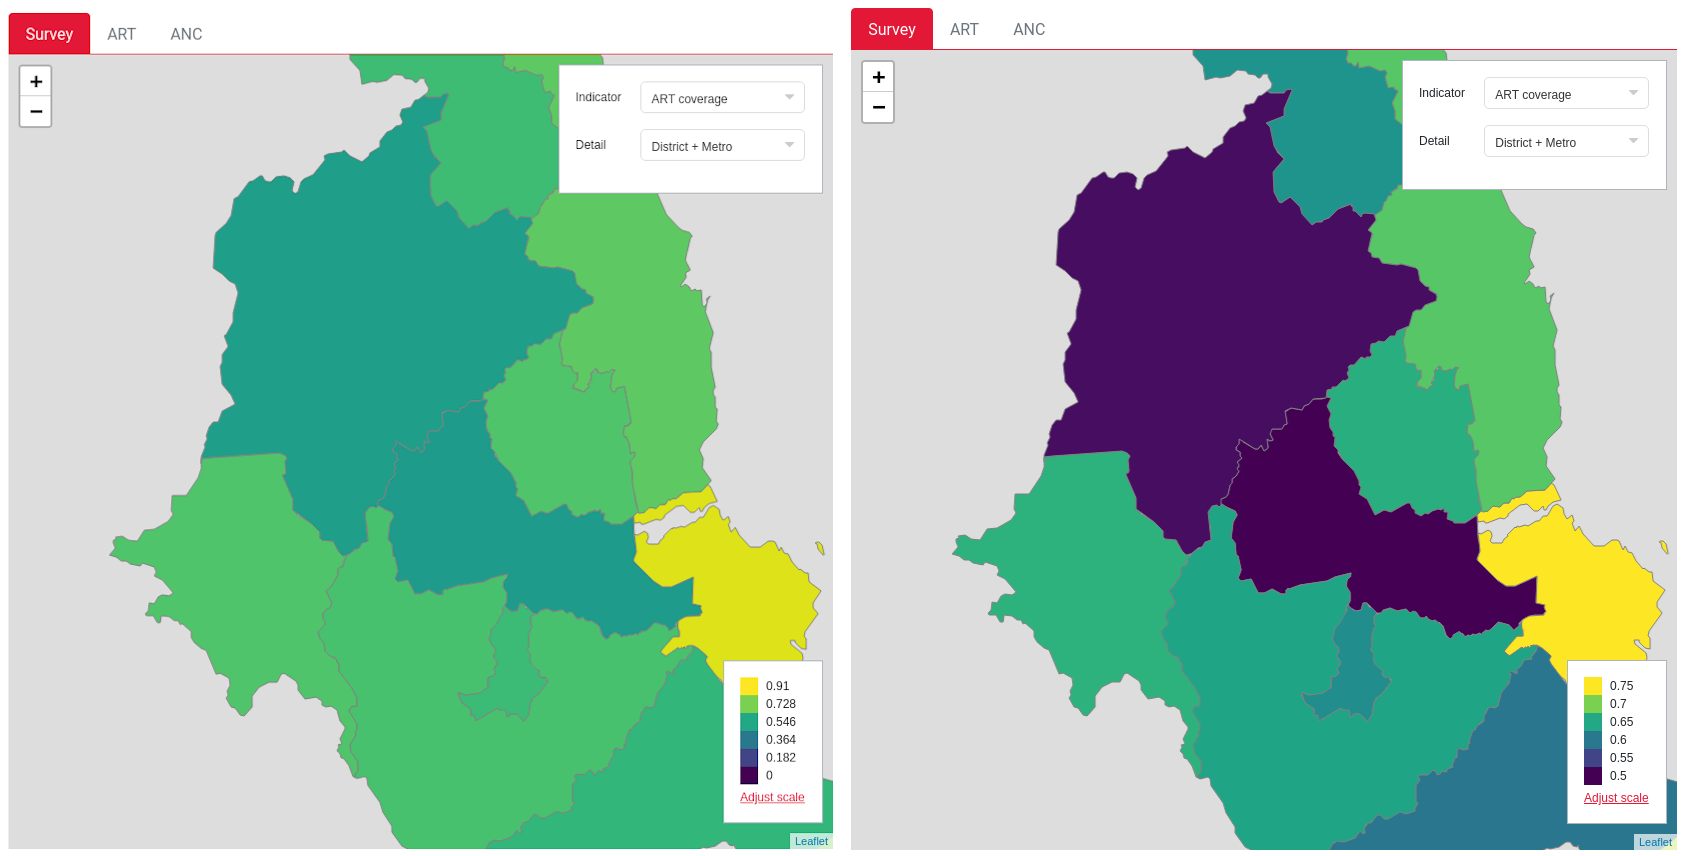 Survey ART ANC
+
−
Indicator ART coverage
Detail District + Metro
0.91
0.728
0.546
0.364
0.182
0
Adjust scale
Leaflet
Survey ART ANC
+
−
Indicator ART coverage
Detail District + Metro
0.75
0.7
0.65
0.6
0.55
0.5
Adjust scale
Leaflet